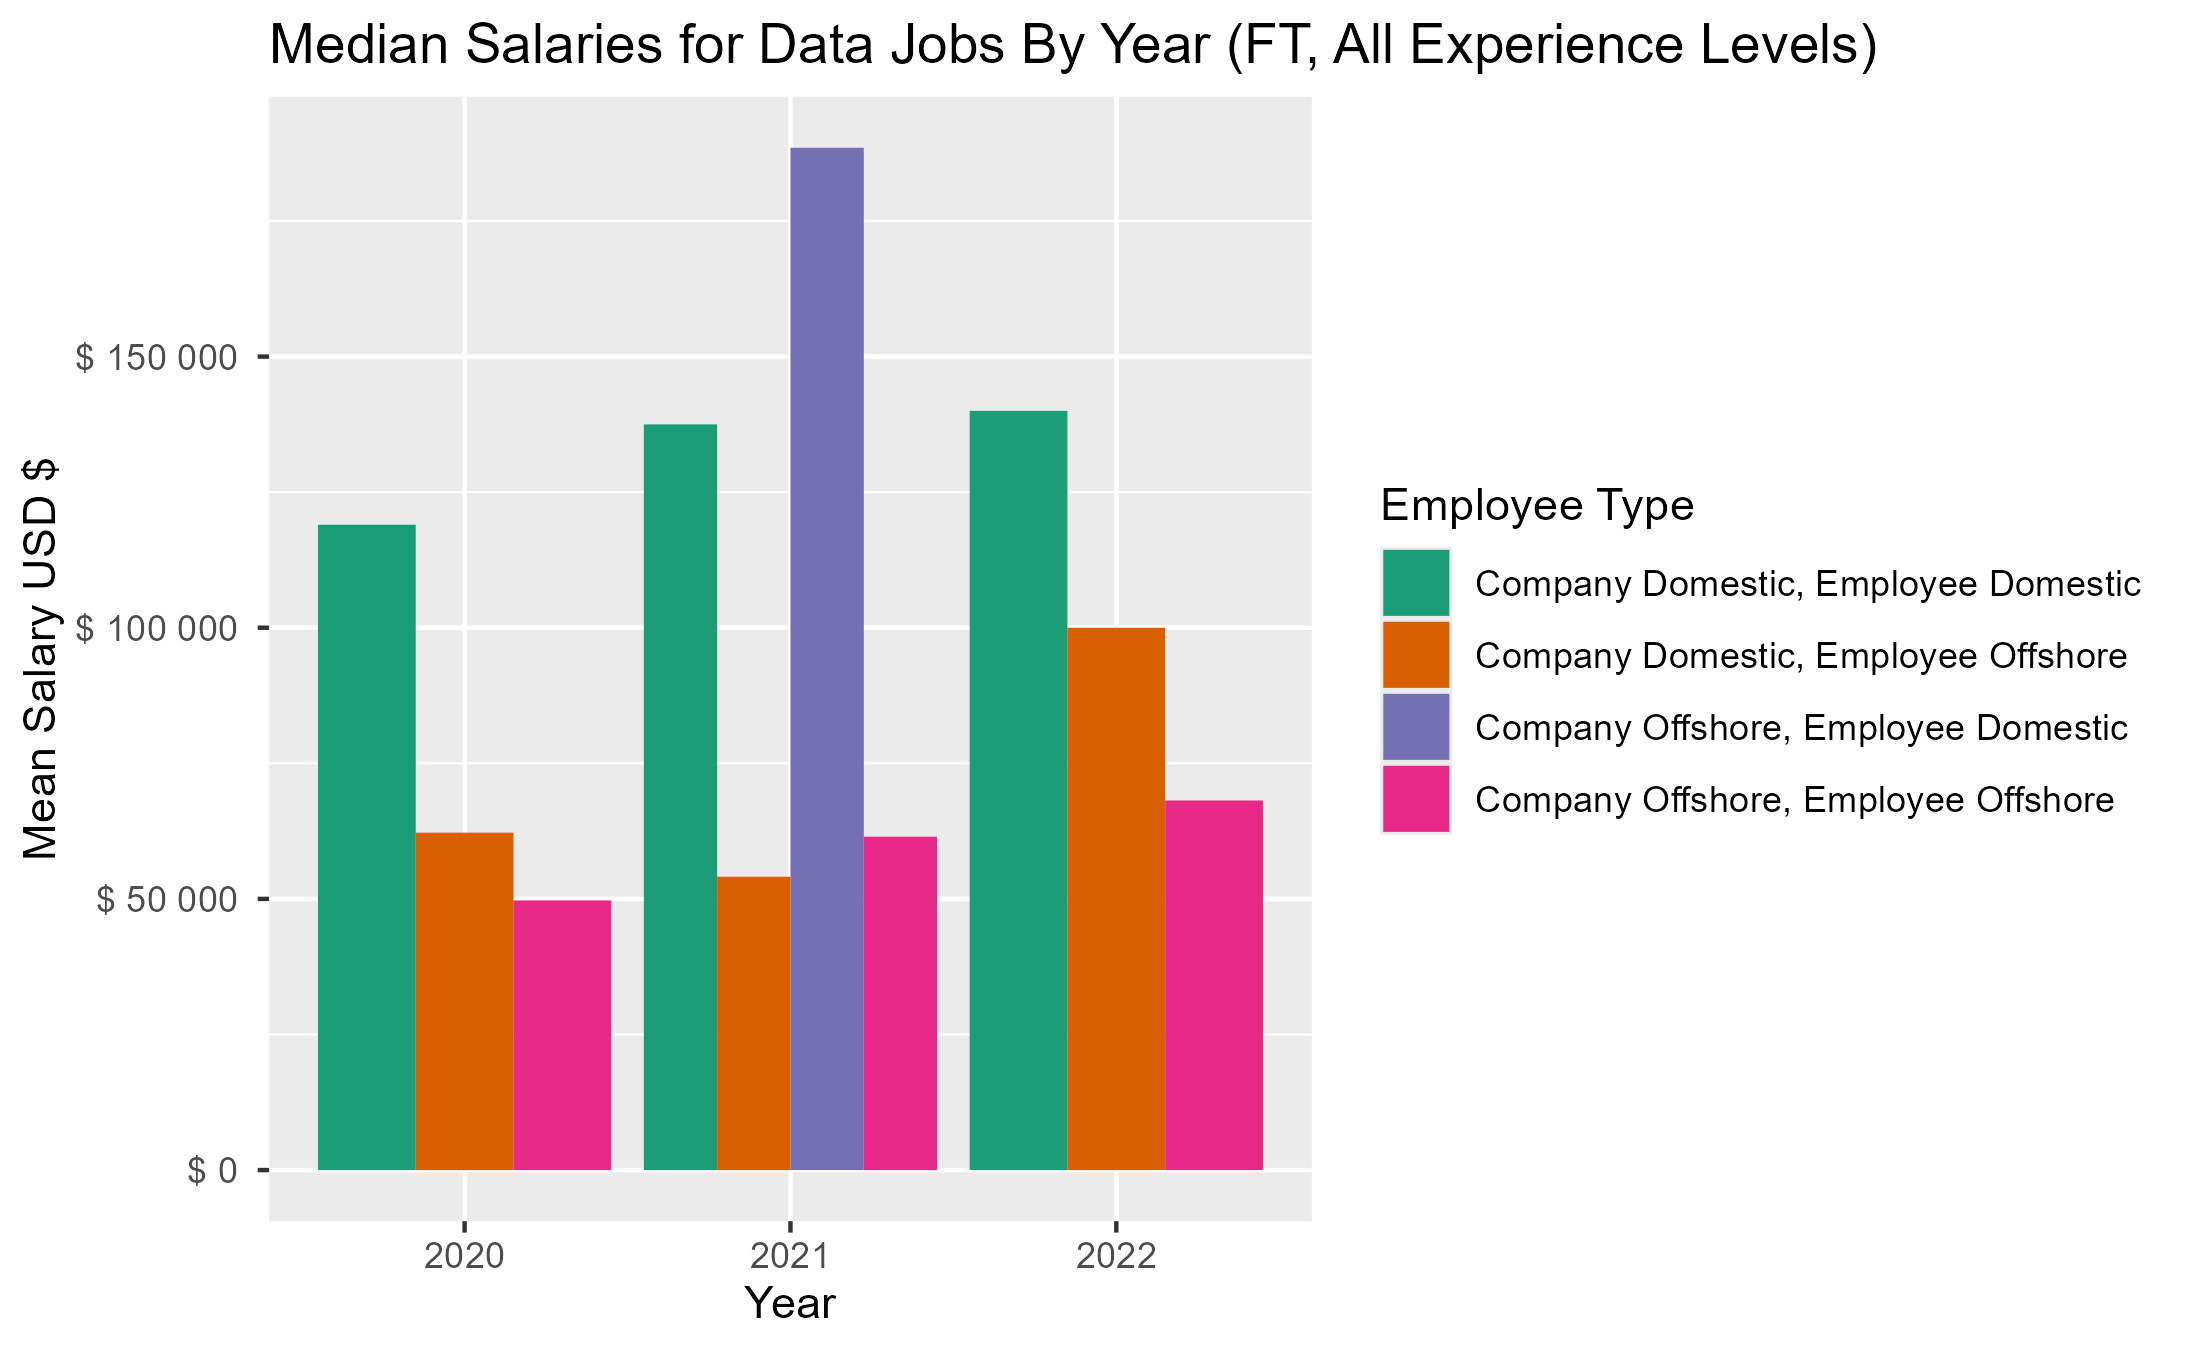 Median Salaries for Data Jobs By Year (FT, All Experience Levels)
Mean Salary USD $
$ 150 000
$ 100 000
$ 50 000
$ 0
2020
2021
2022
Year
Employee Type
Company Domestic, Employee Domestic
Company Domestic, Employee Offshore
Company Offshore, Employee Domestic
Company Offshore, Employee Offshore